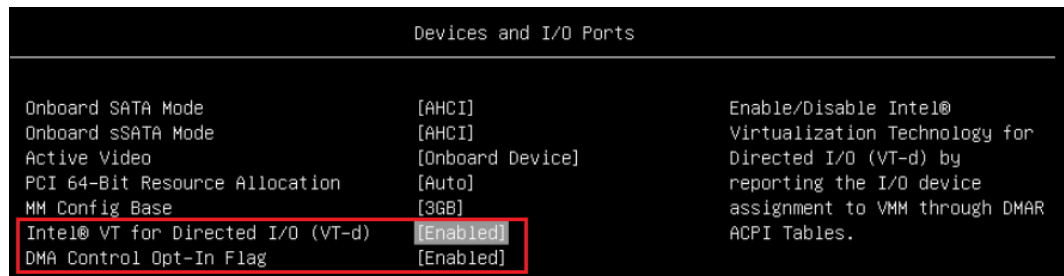 Devices and I/O Ports
Onboard SATA Mode [AHCI]
Onboard sSATA Mode [AHCI]
Active Video [Onboard Device]
PCI 64-Bit Resource Allocation [Auto]
MM Config Base [3GB]
Intel® VT for Directed I/O (VT-d) [Enabled]
DMA Control Opt-In Flag [Enabled]
Enable/Disable Intel®
Virtualization Technology for
Directed I/O (VT-d) by
reporting the I/O device
assignment to VMM through DMAR
ACPI Tables.